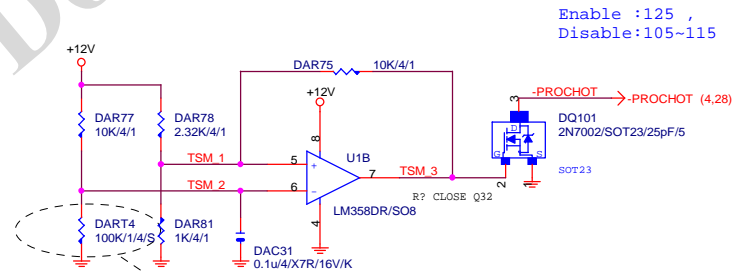 Enable :125 ,
Disable:105~115
+12V
DAR75
10K/4/1
+12V
-PROCHOT
-PROCHOT (4,28)
DAR77
10K/4/1
DAR78
2.32K/4/1
3
D
G
S
DQ101
2N7002/SOT23/25pF/5
SOT23
2
1
8
U1B
TSM_1
5
+
TSM_2
6
-
7
TSM_3
R? CLOSE Q32
4
LM358DR/SO8
DART4
100K/1/4/S
DAR81
1K/4/1
DAC31
0.1u/4/X7R/16V/K